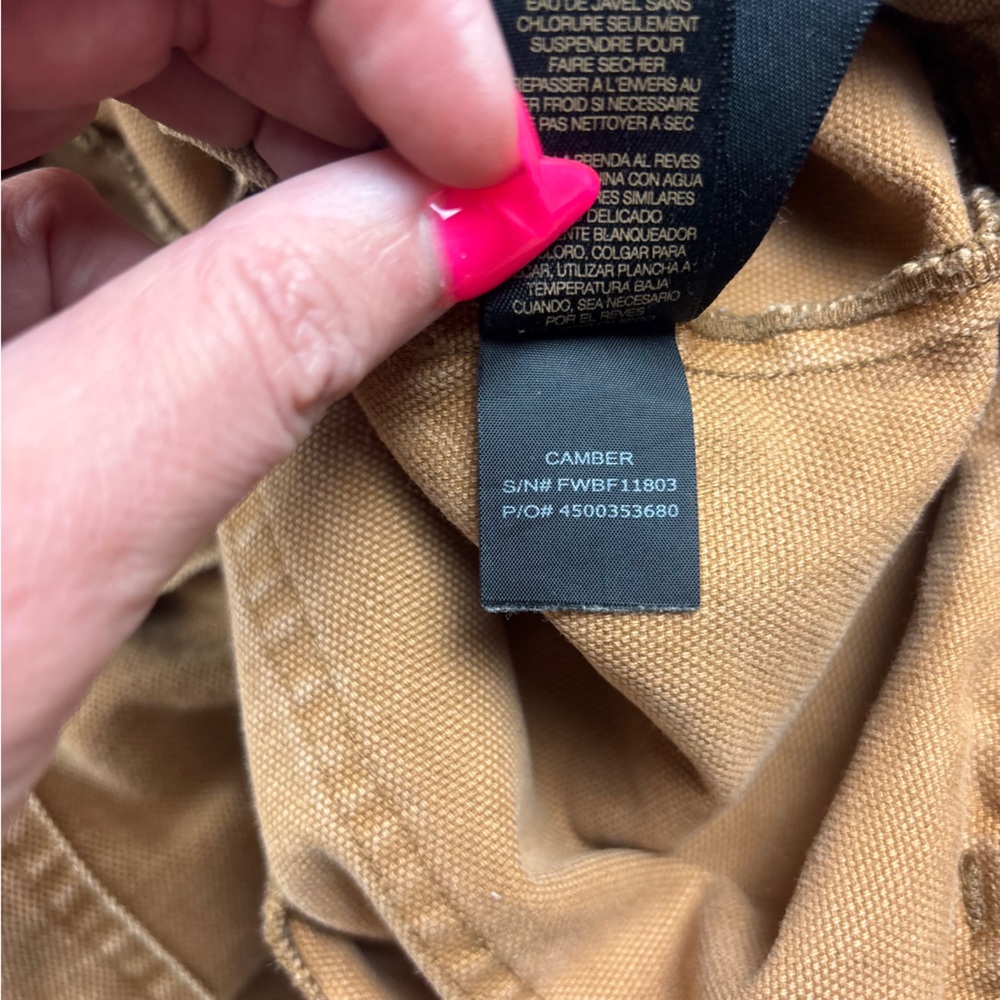 EAU DE JAVEL SANS
CHLORURE SEULEMENT
SUSPENDRE POUR
FAIRE SECHER
REPASSER A L'ENVERS AU
FROID SI NECESSAIRE
PAS NETTOYER A SEC
PRENDA AL REVES
CON AGUA
SIMILARES
DELICADO
BLANQUEADOR
COLGAR PARA
UTILIZAR PLANCHA A
TEMPERATURA BAJA
CUANDO, SEA NECESARIO
POR EL REVES
CAMBER
S/N# FWBF11803
P/O# 4500353680